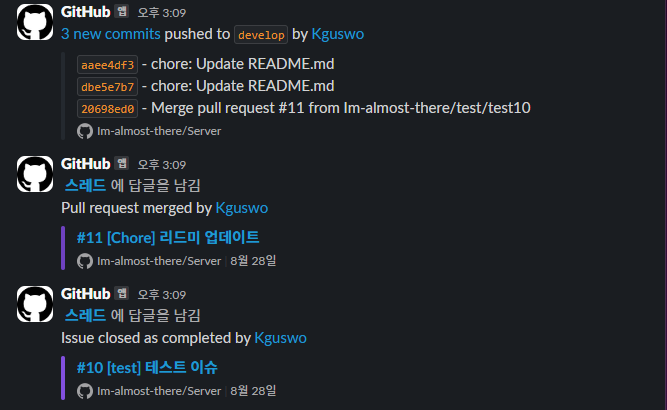 GitHub 앱 오후 3:09
3 new commits pushed to develop by Kguswo
aaee4df3 - chore: Update README.md
dbe5e7b7 - chore: Update README.md
20698ed0 - Merge pull request #11 from Im-almost-there/test/test10
Im-almost-there/Server
GitHub 앱 오후 3:09
스레드 에 답글을 남김
Pull request merged by Kguswo
#11 [Chore] 리드미 업데이트
Im-almost-there/Server 8월 28일
GitHub 앱 오후 3:09
스레드 에 답글을 남김
Issue closed as completed by Kguswo
#10 [test] 테스트 이슈
Im-almost-there/Server 8월 28일